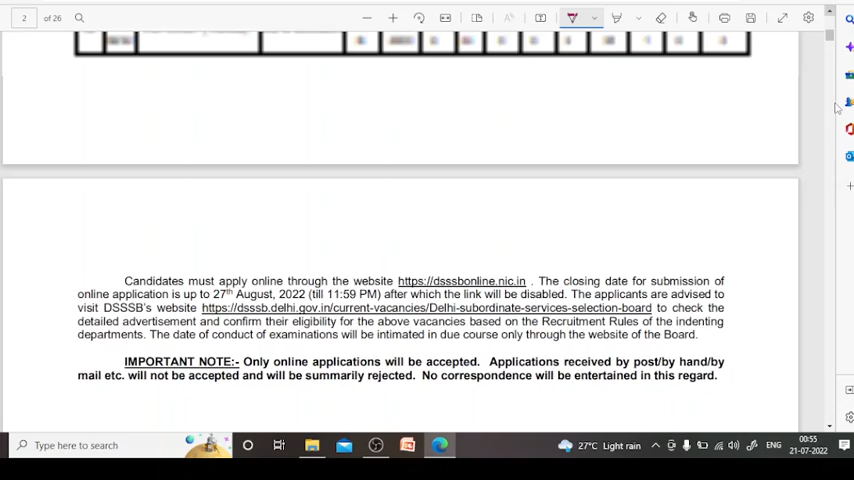 2 of 26
Candidates must apply online through the website https://dsssbonline.nic.in . The closing date for submission of
online application is up to 27th August, 2022 (till 11:59 PM) after which the link will be disabled. The applicants are advised to
visit DSSSB's website https://dsssb.delhi.gov.in/current-vacancies/Delhi-subordinate-services-selection-board to check the
detailed advertisement and confirm their eligibility for the above vacancies based on the Recruitment Rules of the indenting
departments. The date of conduct of examinations will be intimated in due course only through the website of the Board.
IMPORTANT NOTE:- Only online applications will be accepted. Applications received by post/by hand/by
mail etc. will not be accepted and will be summarily rejected. No correspondence will be entertained in this regard.
Type here to search
27°C Light rain
ENG
00:55
21-07-2022